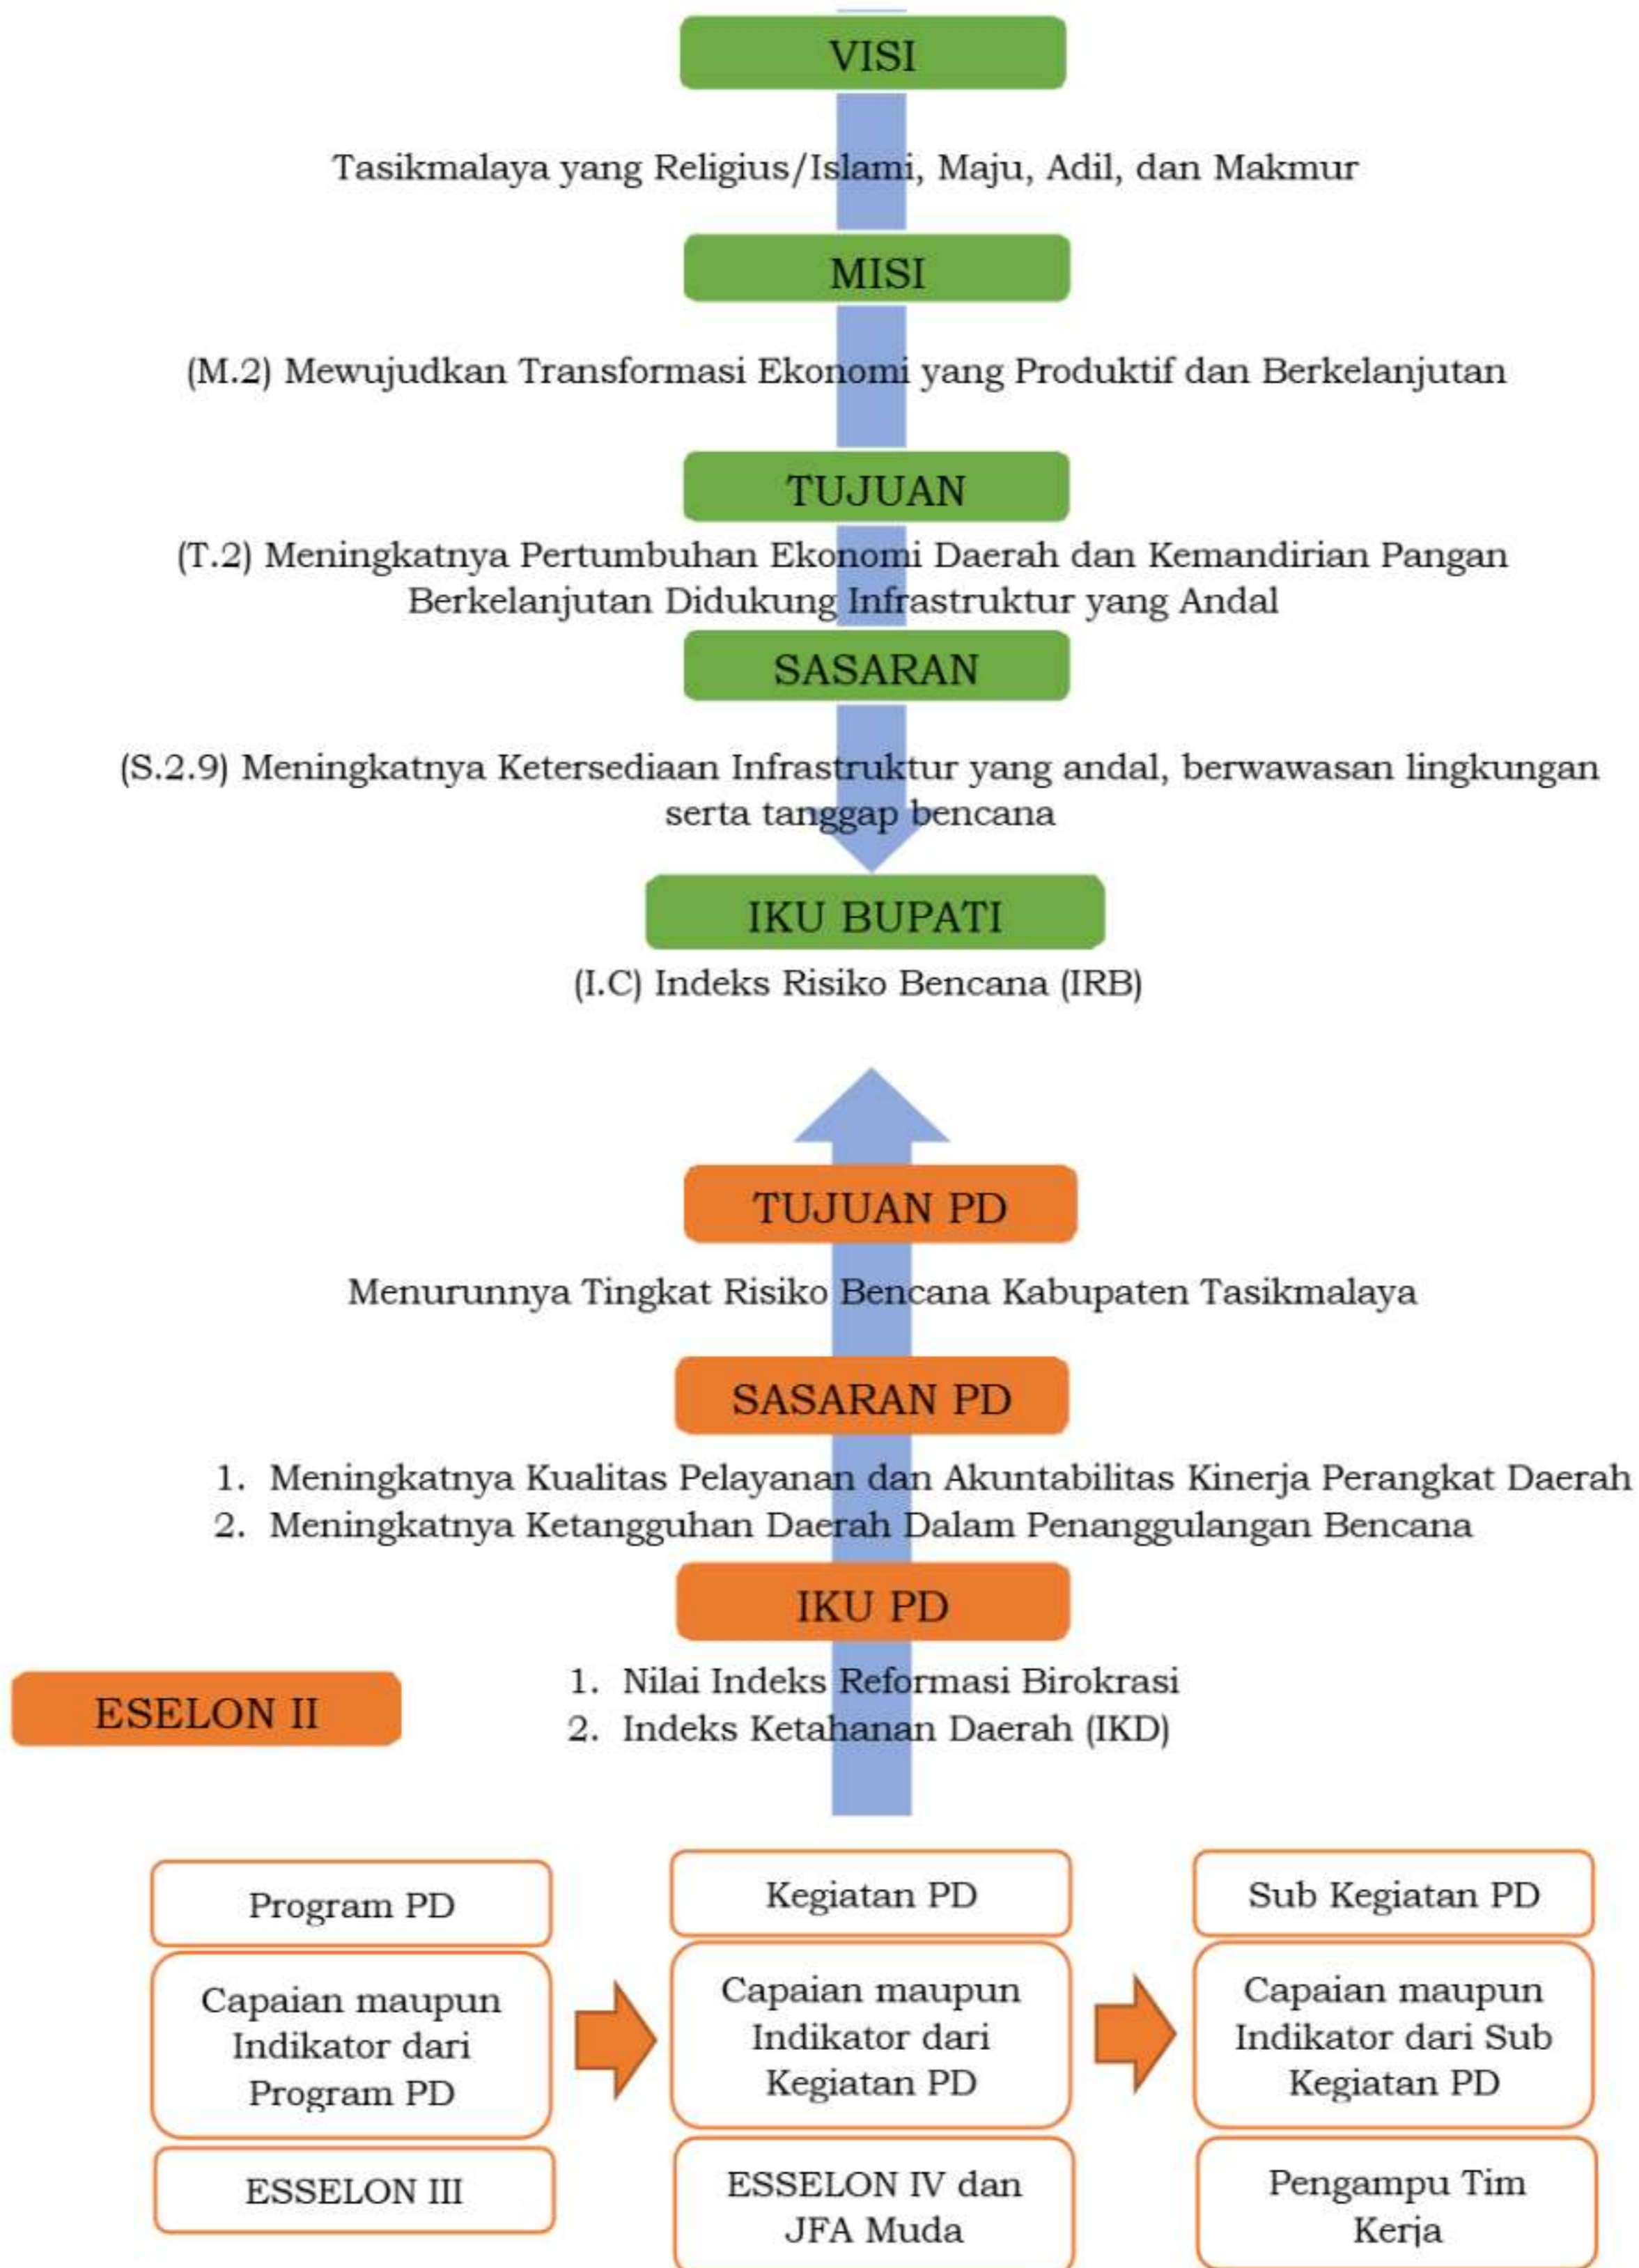 VISI
Tasikmalaya yang Religius/Islami, Maju, Adil, dan Makmur
MISI
(M.2) Mewujudkan Transformasi Ekonomi yang Produktif dan Berkelanjutan
TUJUAN
(T.2) Meningkatnya Pertumbuhan Ekonomi Daerah dan Kemandirian Pangan
Berkelanjutan Didukung Infrastruktur yang Andal
SASARAN
(S.2.9) Meningkatnya Ketersediaan Infrastruktur yang andal, berwawasan lingkungan
serta tanggap bencana
IKU BUPATI
(I.C) Indeks Risiko Bencana (IRB)
TUJUAN PD
Menurunnya Tingkat Risiko Bencana Kabupaten Tasikmalaya
SASARAN PD
1. Meningkatnya Kualitas Pelayanan dan Akuntabilitas Kinerja Perangkat Daerah
2. Meningkatnya Ketangguhan Daerah Dalam Penanggulangan Bencana
IKU PD
ESELON II
1. Nilai Indeks Reformasi Birokrasi
2. Indeks Ketahanan Daerah (IKD)
Program PD
Capaian maupun
Indikator dari
Program PD
ESSELON III
Kegiatan PD
Capaian maupun
Indikator dari
Kegiatan PD
ESSELON IV dan
JFA Muda
Sub Kegiatan PD
Capaian maupun
Indikator dari Sub
Kegiatan PD
Pengampu Tim
Kerja